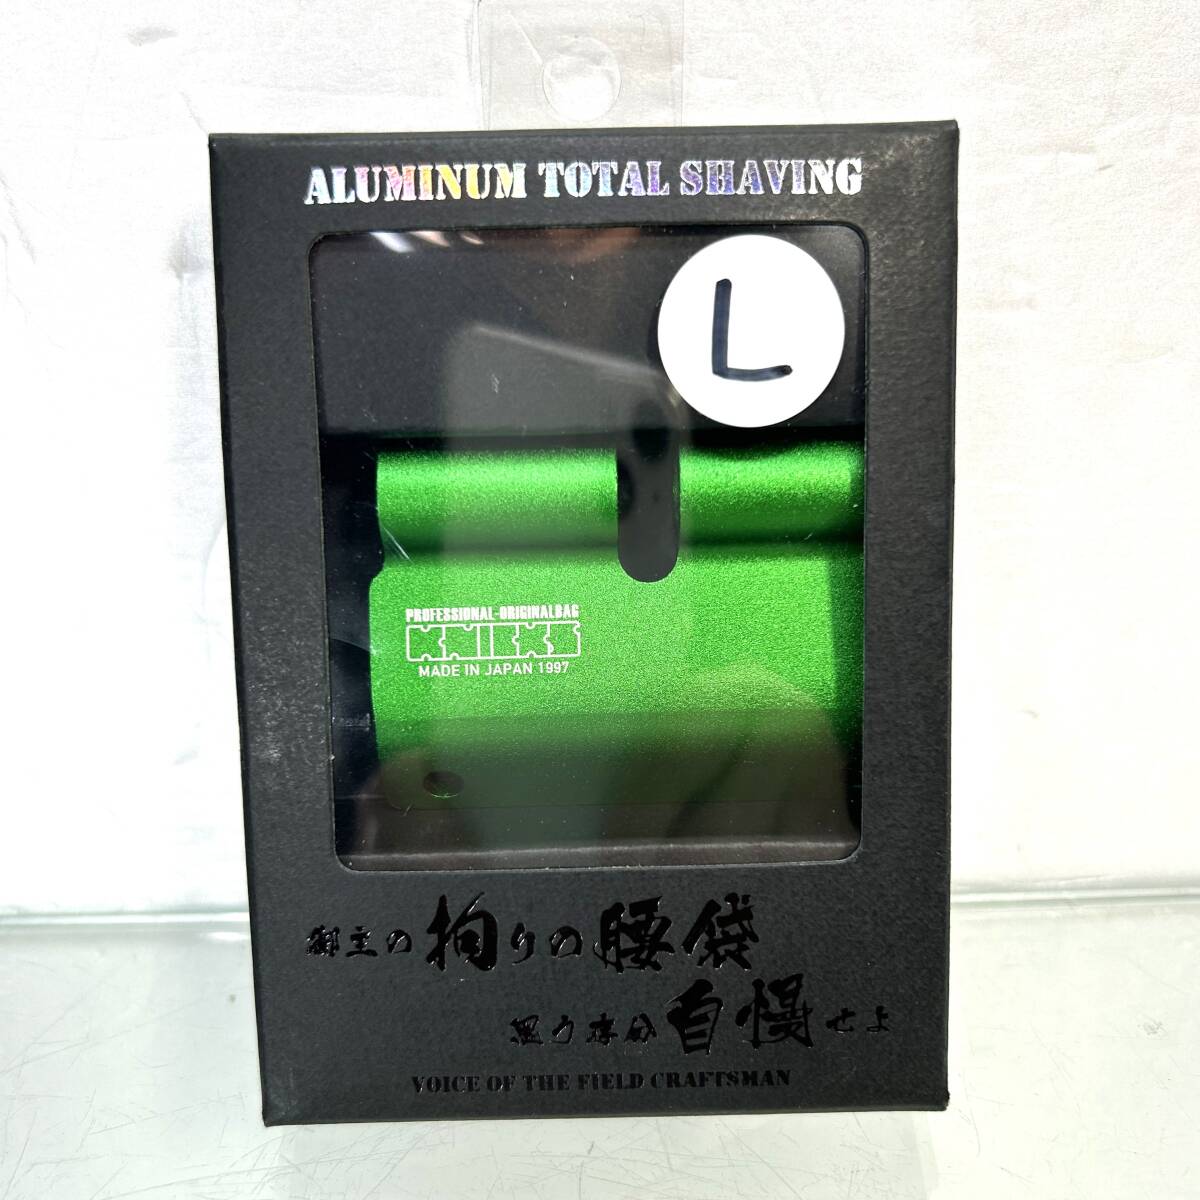 ALUMINUM TOTAL SHAVING
L
PROFESSIONAL-ORIGINALBAG
KNICKS
MADE IN JAPAN 1997
御主の拘りの腰袋
思う存分自慢せよ
VOICE OF THE FIELD CRAFTSMAN